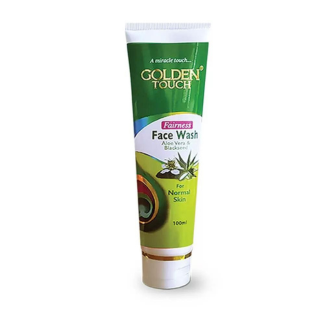 A miracle touch...
GOLDEN®
TOUCH
Fairness
Face Wash
Aloe Vera &
Blackseed
For
Normal
Skin
100ml